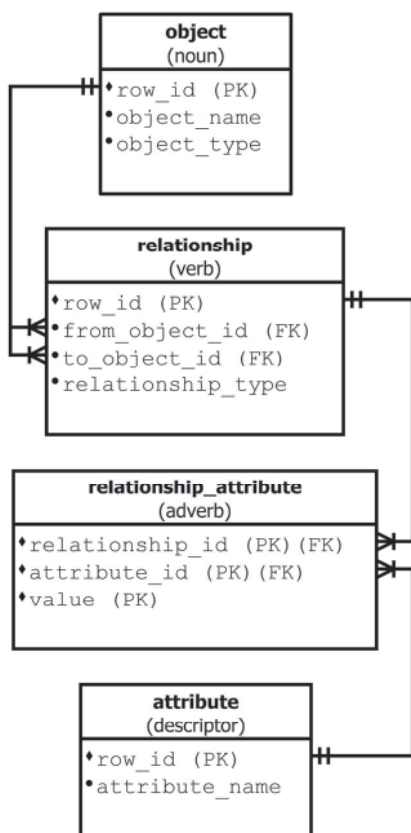 object
(noun)
row_id (PK)
object_name
object_type
relationship
(verb)
row_id (PK)
from_object_id (FK)
to_object_id (FK)
relationship_type
relationship_attribute
(adverb)
relationship_id (PK)(FK)
attribute_id (PK)(FK)
value (PK)
attribute
(descriptor)
row_id (PK)
attribute_name